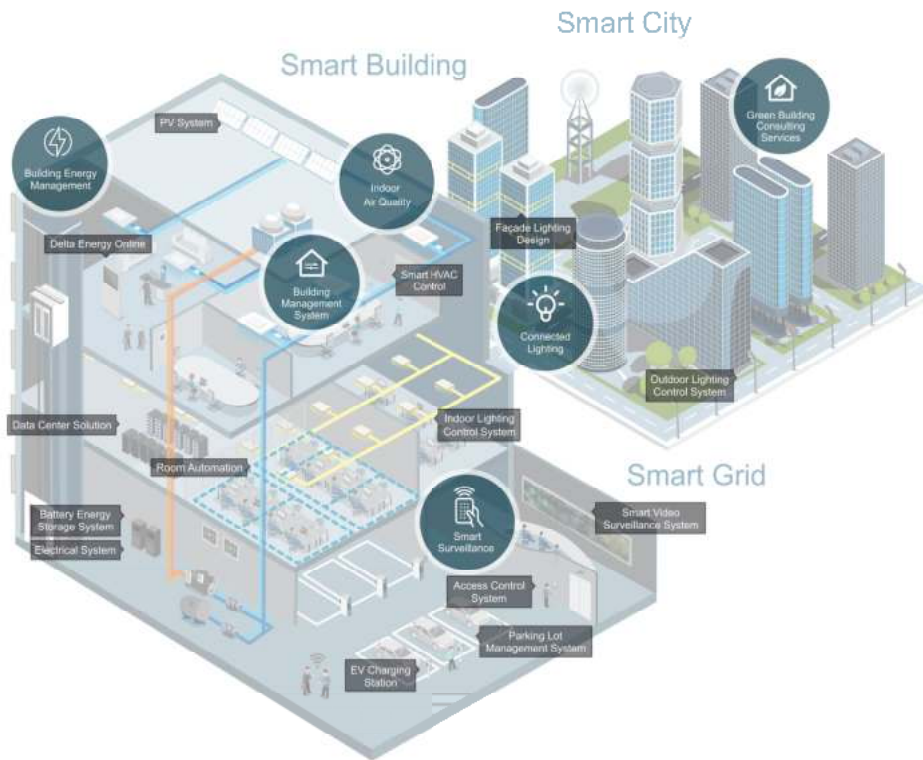 Smart City
Smart Building
PV System
Green Building
Consulting
Services
Building Energy
Management
Indoor
Air Quality
Façade Lighting
Design
Delta Energy Online
Smart HVAC
Control
Building
Management
System
Connected
Lighting
Outdoor Lighting
Control System
Data Center Solution
Indoor Lighting
Control System
Room Automation
Smart Grid
Battery Energy
Storage System
Smart Video
Surveillance System
Smart
Surveillance
Electrical System
Access Control
System
Parking Lot
Management System
EV Charging
Station